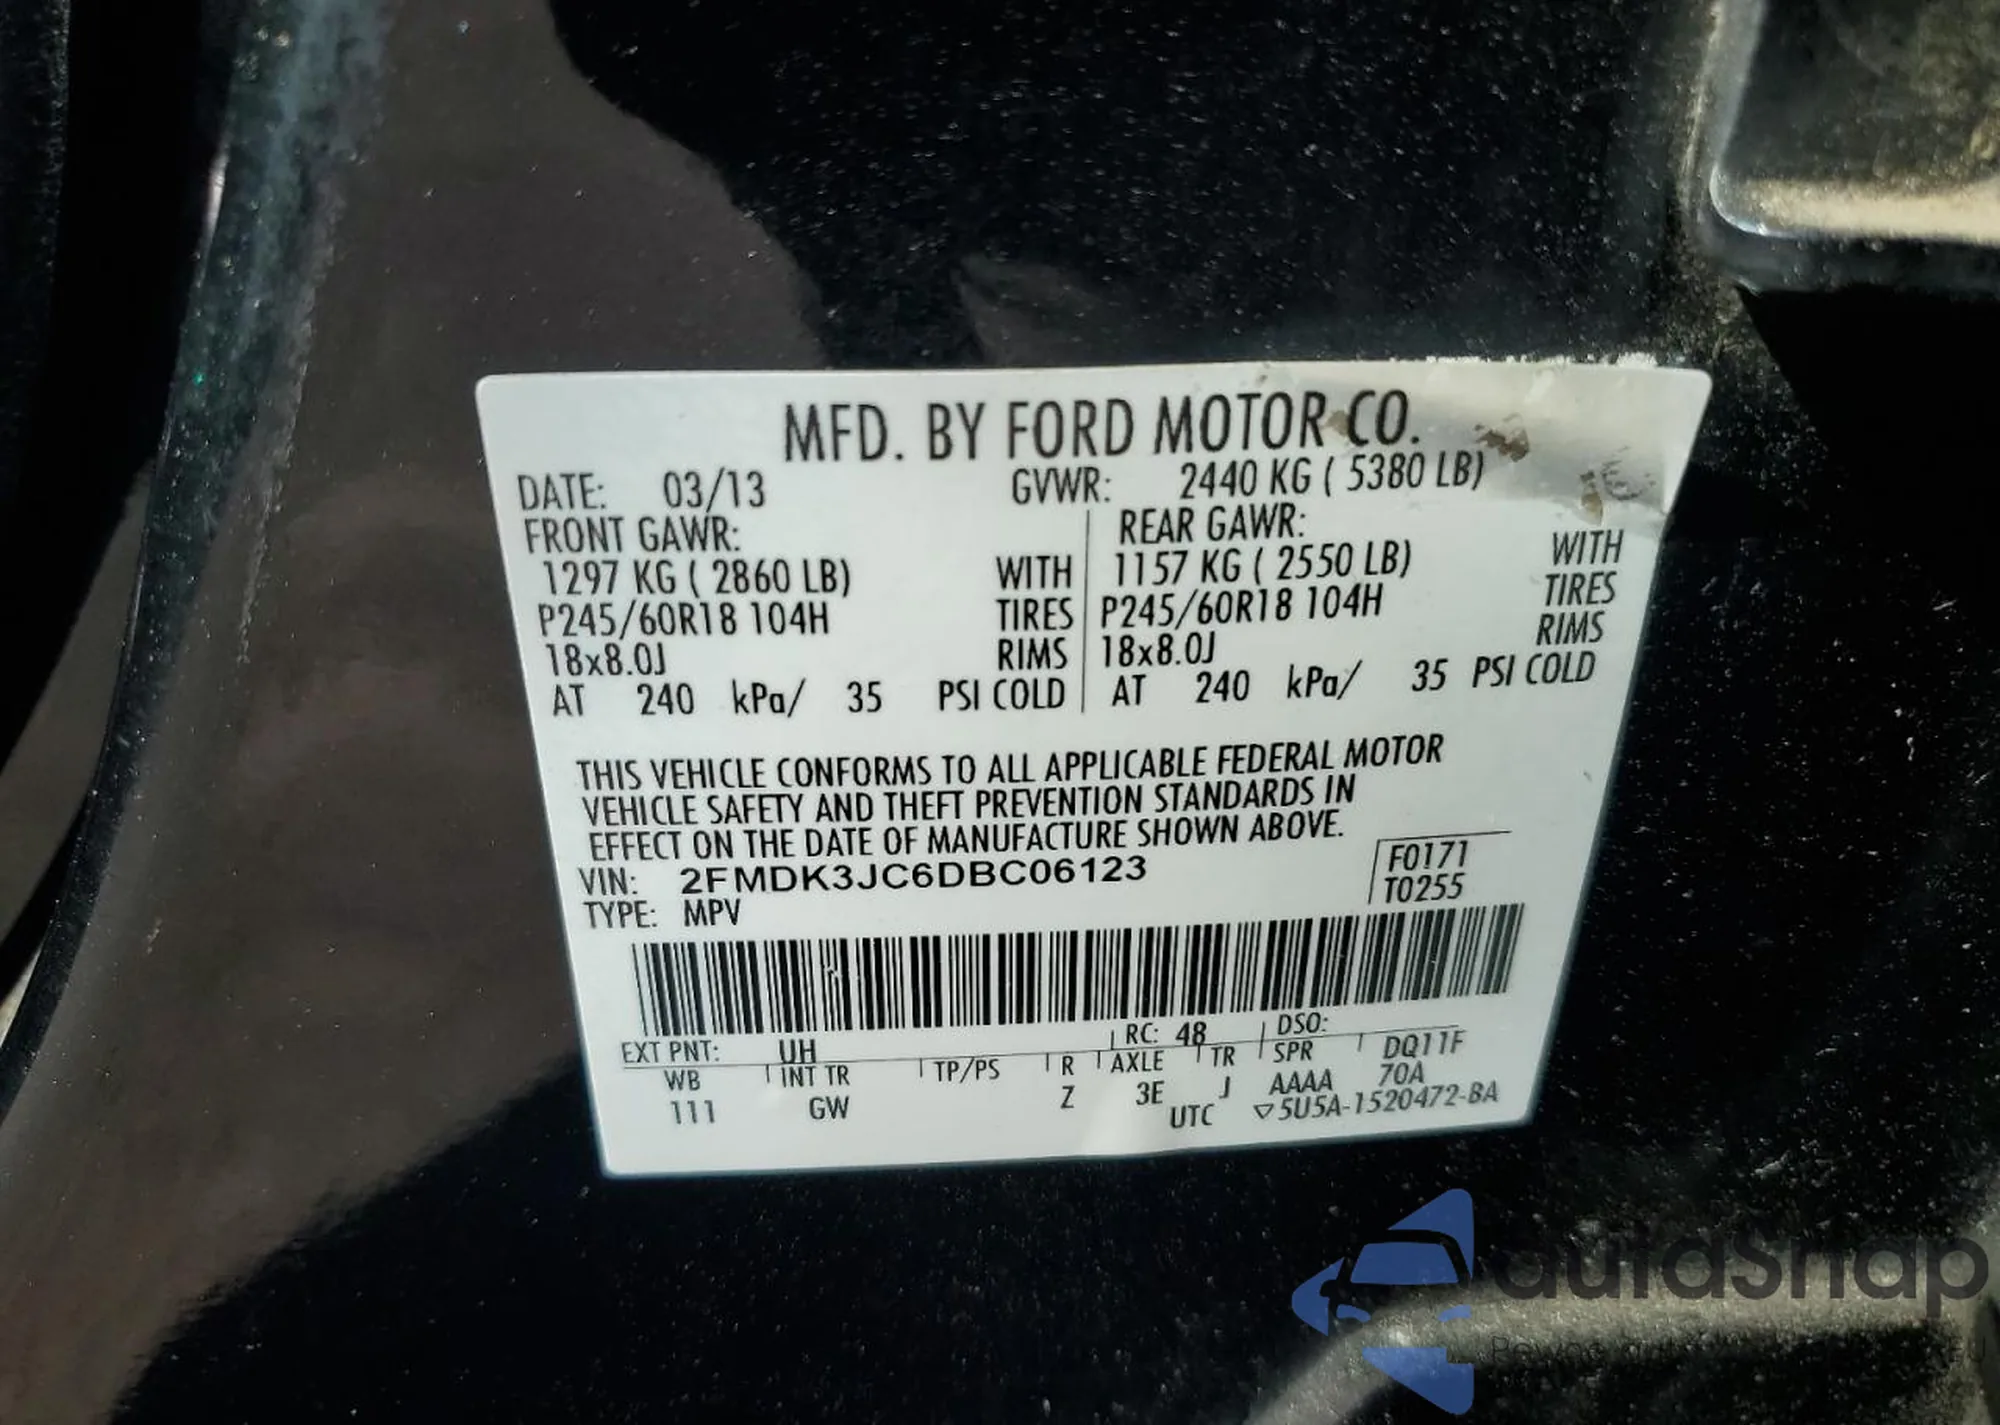 MFD. BY FORD MOTOR CO.
DATE: 03/13 GVWR: 2440 KG ( 5380 LB)
FRONT GAWR: REAR GAWR:
1297 KG ( 2860 LB) WITH 1157 KG ( 2550 LB) WITH
P245/60R18 104H TIRES P245/60R18 104H TIRES
18x8.0J RIMS 18x8.0J RIMS
AT 240 kPa/ 35 PSI COLD AT 240 kPa/ 35 PSI COLD
THIS VEHICLE CONFORMS TO ALL APPLICABLE FEDERAL MOTOR
VEHICLE SAFETY AND THEFT PREVENTION STANDARDS IN
EFFECT ON THE DATE OF MANUFACTURE SHOWN ABOVE.
VIN: 2FMDK3JC6DBC06123 F0171
TYPE: MPV T0255
EXT PNT: UH RC: 48 DSO:
WB INT TR TP/PS R AXLE TR SPR DQ11F
111 GW Z 3E J AAAA 70A
UTC ▽5U5A-1520472-BA
autosnap